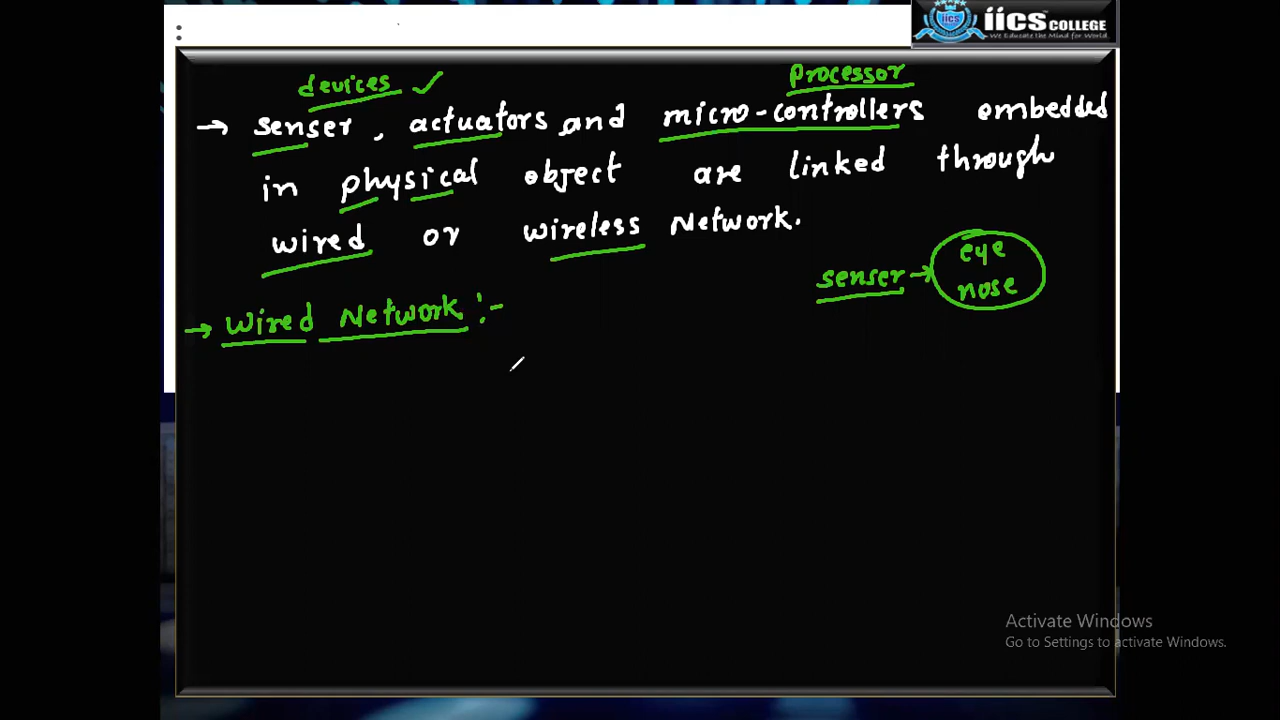 iics COLLEGE
We Educate the Mind for World.
:
devices ✓
processor
→ senser, actuators and micro-controllers embedded
in physical object are linked through
wired or wireless Network.
senser → eye
nose
→ Wired Network :-
Activate Windows
Go to Settings to activate Windows.